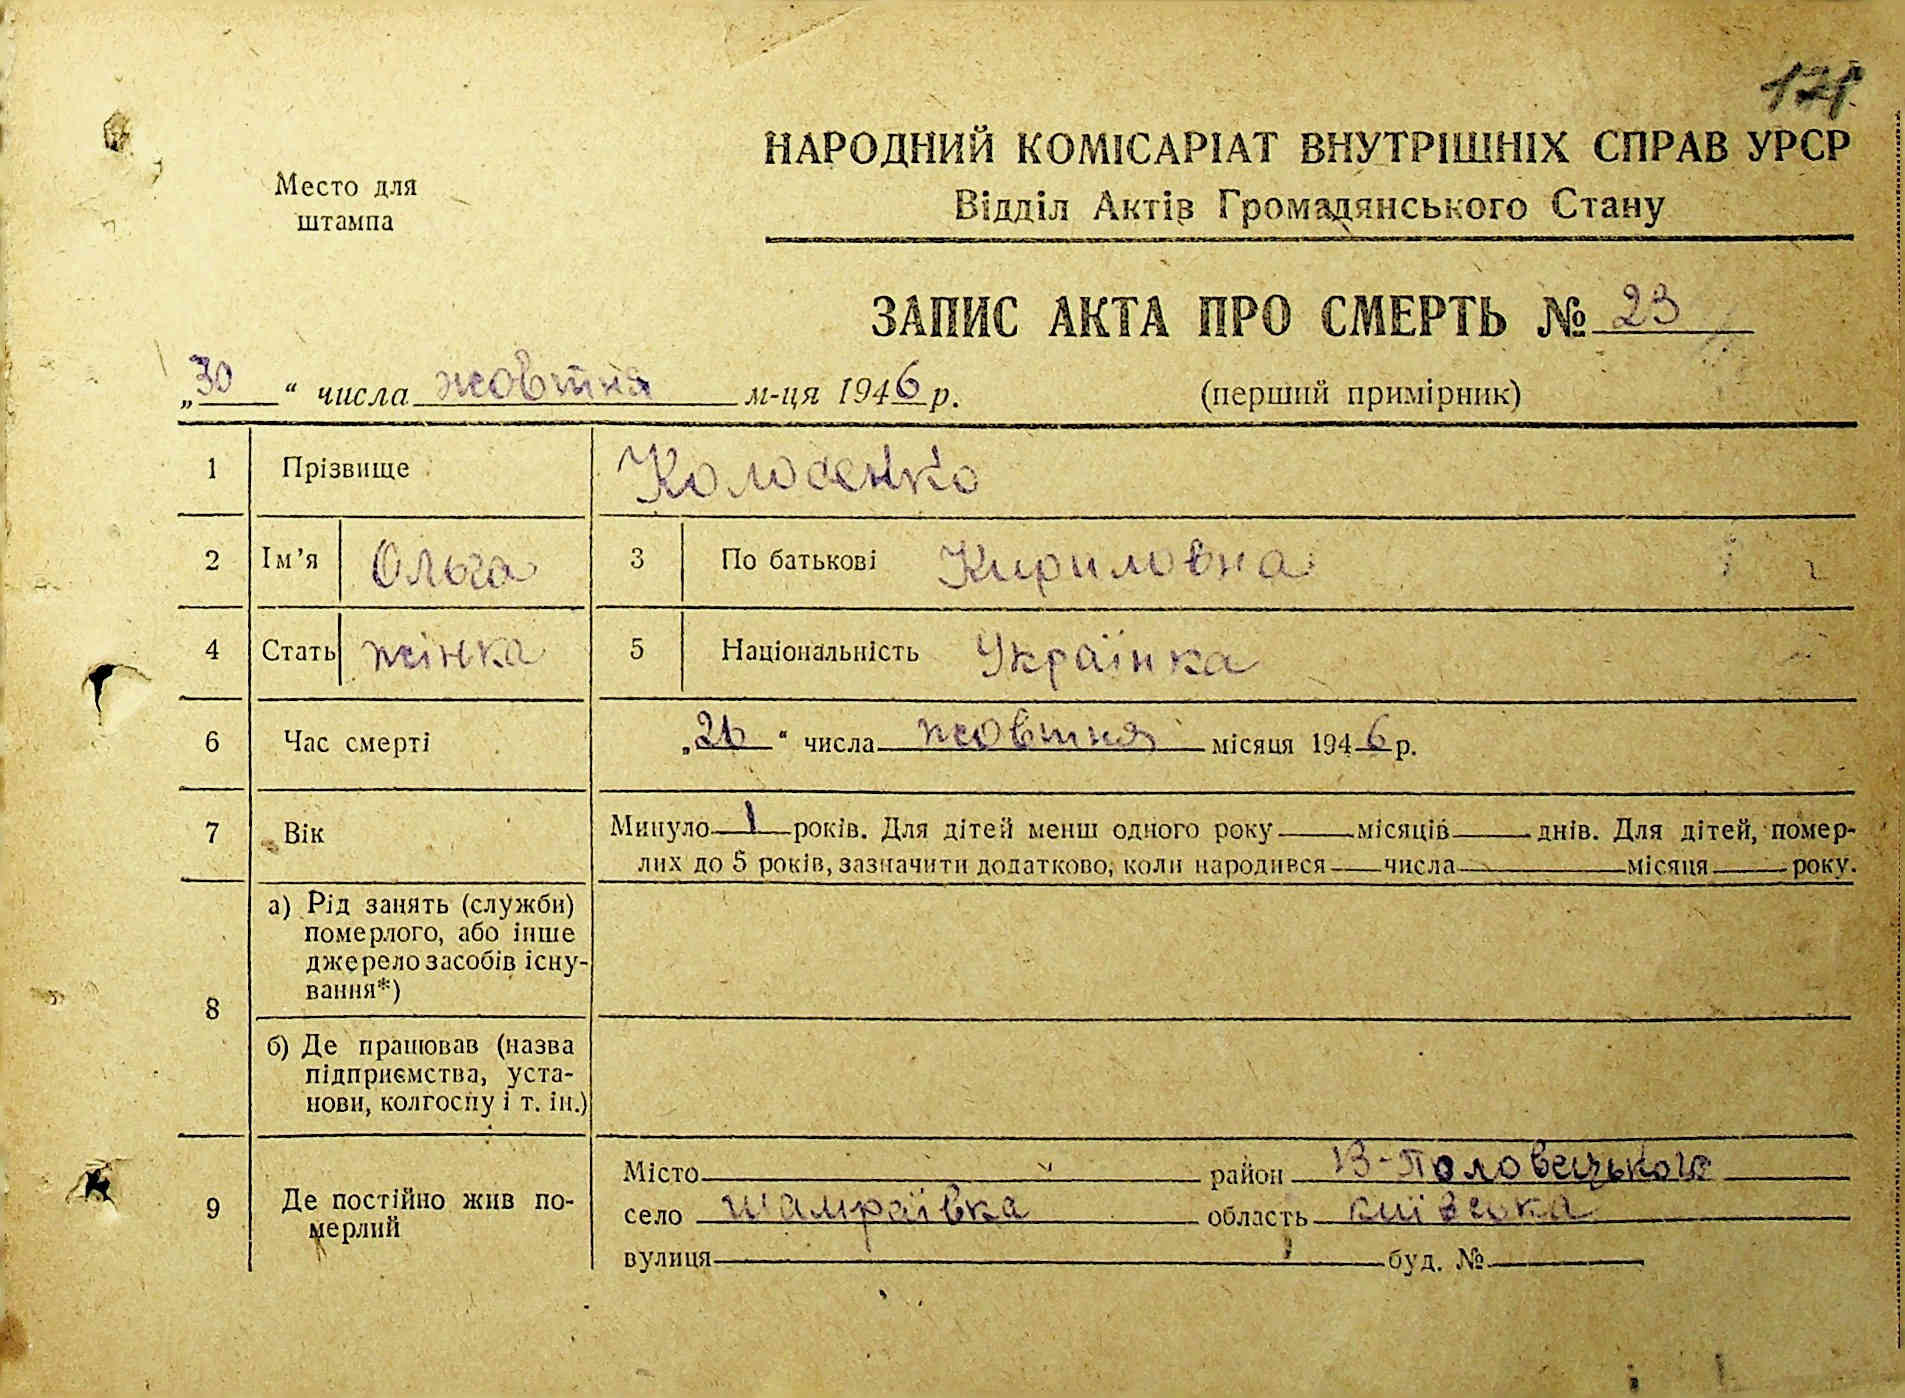 171
Место для
штампа
НАРОДНИЙ КОМІСАРІАТ ВНУТРІШНІХ СПРАВ УРСР
Відділ Актів Громадянського Стану
ЗАПИС АКТА ПРО СМЕРТЬ № 23
„30“ числа жовтня м-ця 1946 р. (перший примірник)
1 Прізвище Колосенко
2 Ім’я Ольга 3 По батькові Кириловна
4 Стать жінка 5 Національність Українка
6 Час смерті „26“ числа жовтня місяця 1946 р.
7 Вік Минуло 1 років. Для дітей менш одного року місяців днів. Для дітей, помер-
лих до 5 років, зазначити додатково, коли народився числа місяця року.
8 а) Рід занять (служби)
померлого, або інше
джерело засобів існу-
вання*)
б) Де працював (назва
підприємства, уста-
нови, колгоспу і т. ін.)
9 Де постійно жив по-
мерлий
Місто район В-Половецького
село Шамраївка область київська
вулиця буд. №